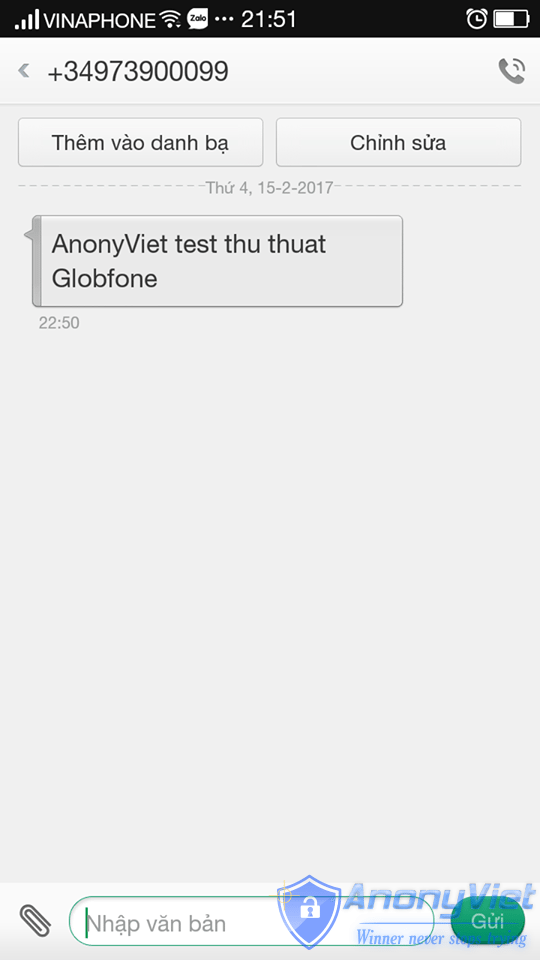 VINAPHONE Zalo ••• 21:51
+34973900099
Thêm vào danh bạ Chỉnh sửa
Thứ 4, 15-2-2017
AnonyViet test thu thuat
Globfone
22:50
Nhập văn bản Gửi
AnonyViet
Winner never stops trying